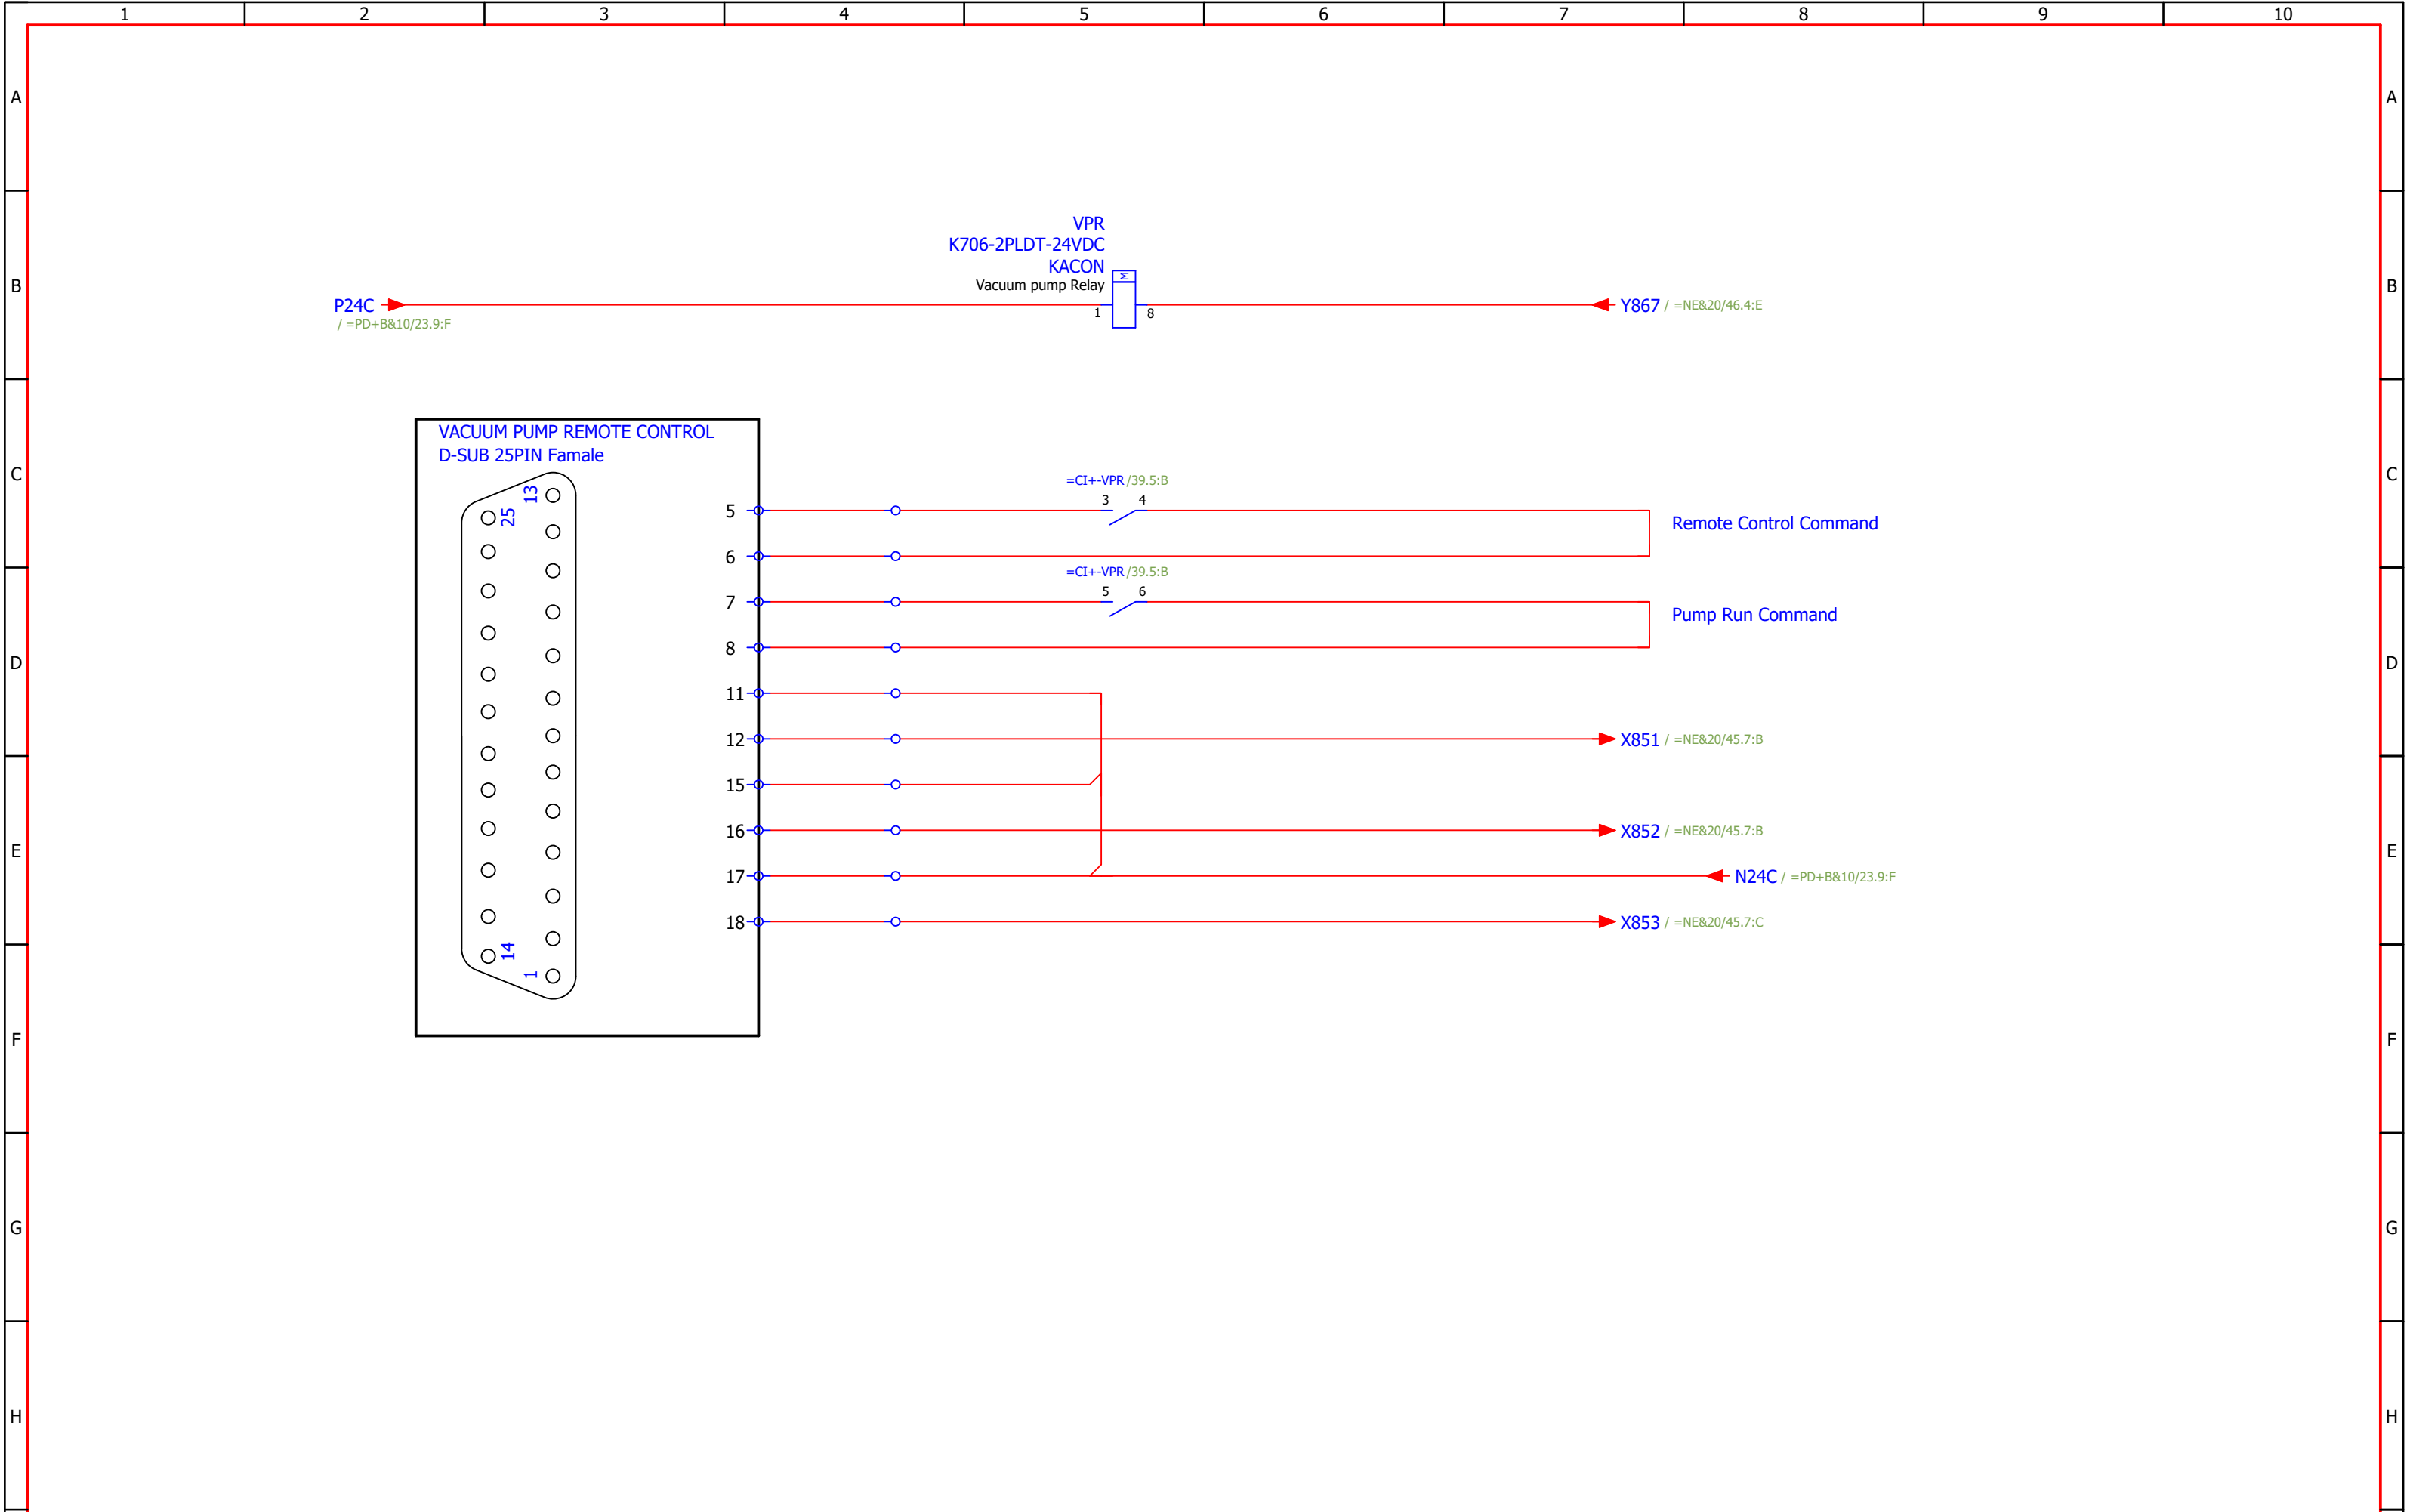 1 2 3 4 5 6 7 8 9 10
A A
VPR
K706-2PLDT-24VDC
KACON
Vacuum pump Relay
M
B B
P24C
/ =PD+B&10/23.9:F
1 8
Y867 / =NE&20/46.4:E
VACUUM PUMP REMOTE CONTROL
D-SUB 25PIN Famale
C C
13
25
=CI+-VPR /39.5:B
3 4
5
Remote Control Command
6
=CI+-VPR /39.5:B
5 6
7
Pump Run Command
8
D D
11
12 X851 / =NE&20/45.7:B
15
16 X852 / =NE&20/45.7:B
E E
17 N24C / =PD+B&10/23.9:F
18 X853 / =NE&20/45.7:C
14
1
F F
G G
H H